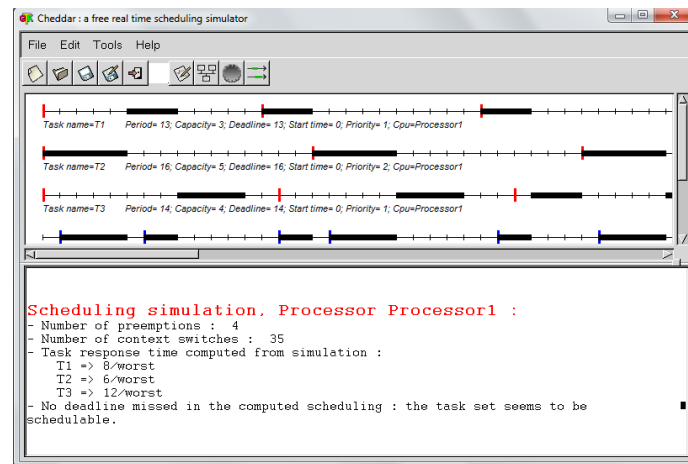 Cheddar : a free real time scheduling simulator
File Edit Tools Help
Task name=T1 Period= 13; Capacity= 3; Deadline= 13; Start time= 0; Priority= 1; Cpu=Processor1
Task name=T2 Period= 16; Capacity= 5; Deadline= 16; Start time= 0; Priority= 2; Cpu=Processor1
Task name=T3 Period= 14; Capacity= 4; Deadline= 14; Start time= 0; Priority= 1; Cpu=Processor1
Scheduling simulation, Processor Processor1 :
- Number of preemptions : 4
- Number of context switches : 35
- Task response time computed from simulation :
T1 => 8/worst
T2 => 6/worst
T3 => 12/worst
- No deadline missed in the computed scheduling : the task set seems to be
schedulable.